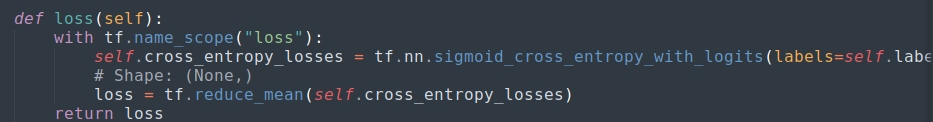 def loss(self):
with tf.name_scope("loss"):
self.cross_entropy_losses = tf.nn.sigmoid_cross_entropy_with_logits(labels=self.labe
# Shape: (None,)
loss = tf.reduce_mean(self.cross_entropy_losses)
return loss